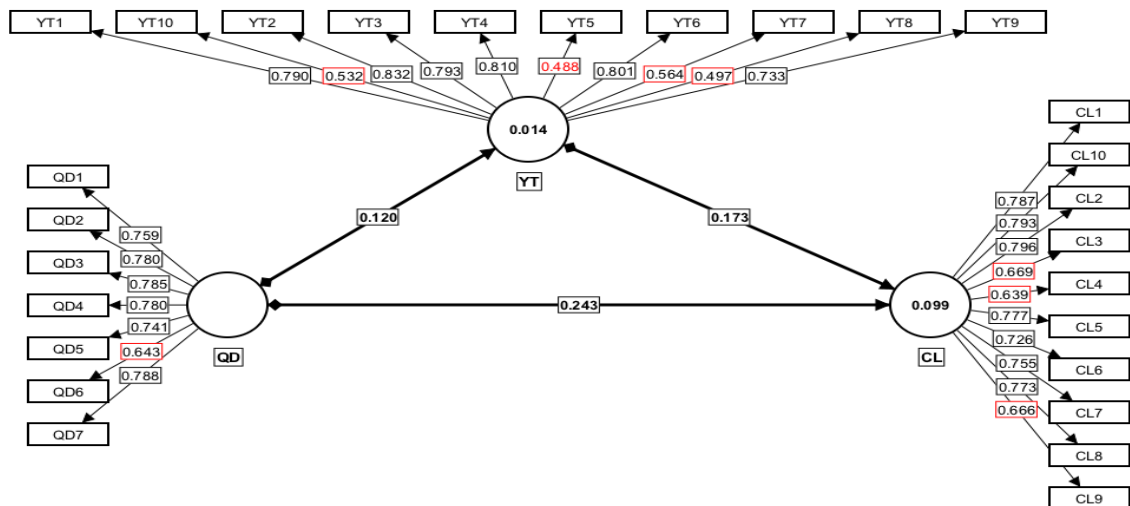 YT1 YT10 YT2 YT3 YT4 YT5 YT6 YT7 YT8 YT9
0.790 0.532 0.832 0.793 0.810 0.488 0.801 0.564 0.497 0.733
0.014
YT
QD1
QD2
QD3
QD4
QD5
QD6
QD7
0.759
0.780
0.785
0.780
0.741
0.643
0.788
QD
0.120
0.173
0.243
0.099
CL
0.787
0.793
0.796
0.669
0.639
0.777
0.726
0.755
0.773
0.666
CL1
CL10
CL2
CL3
CL4
CL5
CL6
CL7
CL8
CL9